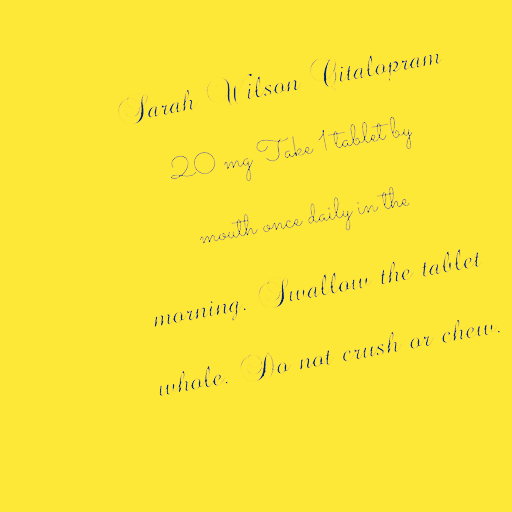 Sarah Wilson Citalopram
20 mg Take 1 tablet by
mouth once daily in the
morning. Swallow the tablet
whole. Do not crush or chew.